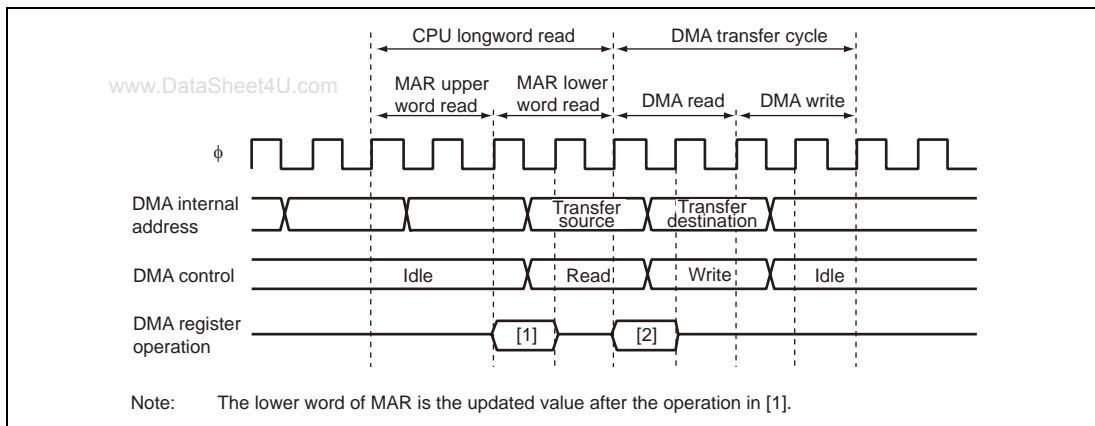 CPU longword read
DMA transfer cycle
www.DataSheet4U.com
MAR upper
word read
MAR lower
word read
DMA read
DMA write
ϕ
DMA internal
address
Transfer
source
Transfer
destination
DMA control
Idle
Read
Write
Idle
DMA register
operation
[1]
[2]
Note: The lower word of MAR is the updated value after the operation in [1].